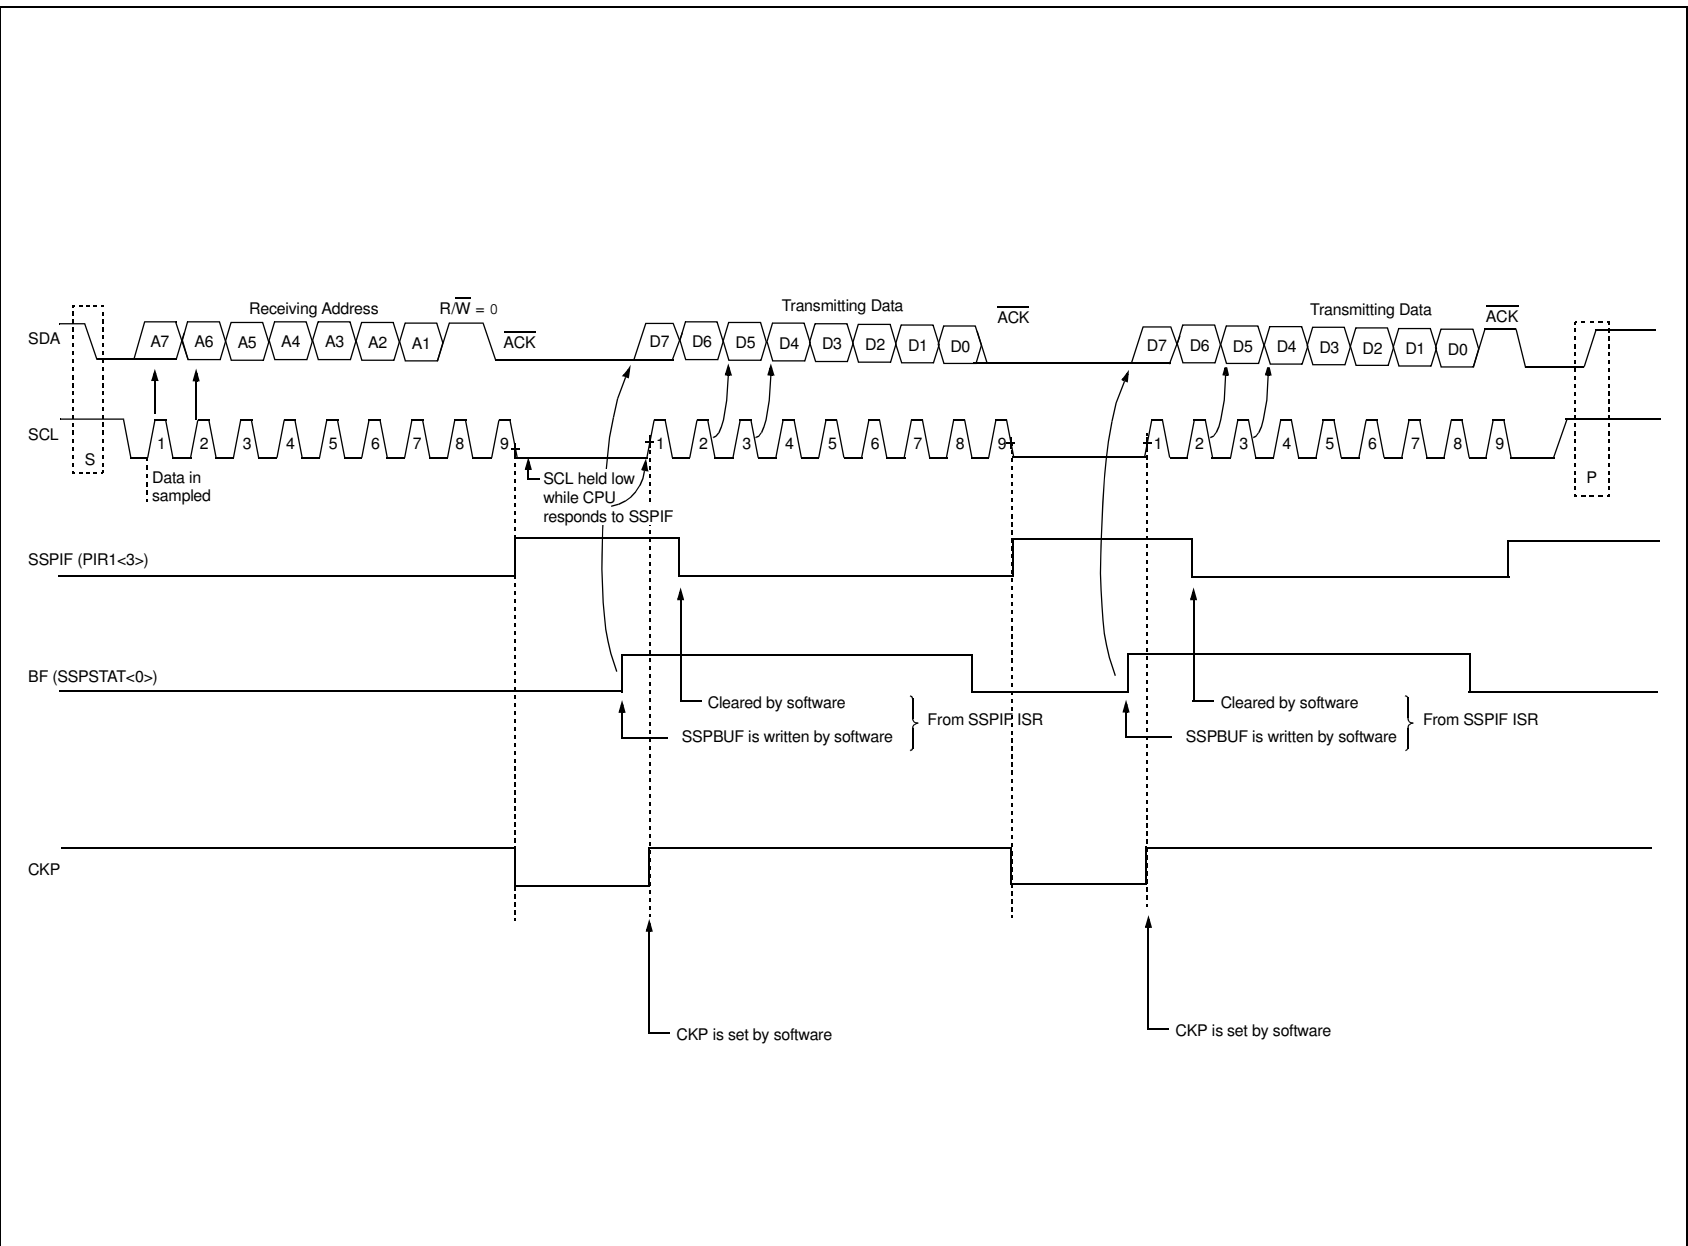 Receiving Address
R/W̅ = 0
Transmitting Data
A̅C̅K̅
Transmitting Data
A̅C̅K̅
SDA
A7 A6 A5 A4 A3 A2 A1
A̅C̅K̅
D7 D6 D5 D4 D3 D2 D1 D0
D7 D6 D5 D4 D3 D2 D1 D0
SCL
1 2 3 4 5 6 7 8 9
1 2 3 4 5 6 7 8 9
1 2 3 4 5 6 7 8 9
S
P
Data in
sampled
SCL held low
while CPU
responds to SSPIF
SSPIF (PIR1<3>)
BF (SSPSTAT<0>)
Cleared by software
SSPBUF is written by software
From SSPIF ISR
Cleared by software
SSPBUF is written by software
From SSPIF ISR
CKP
CKP is set by software
CKP is set by software